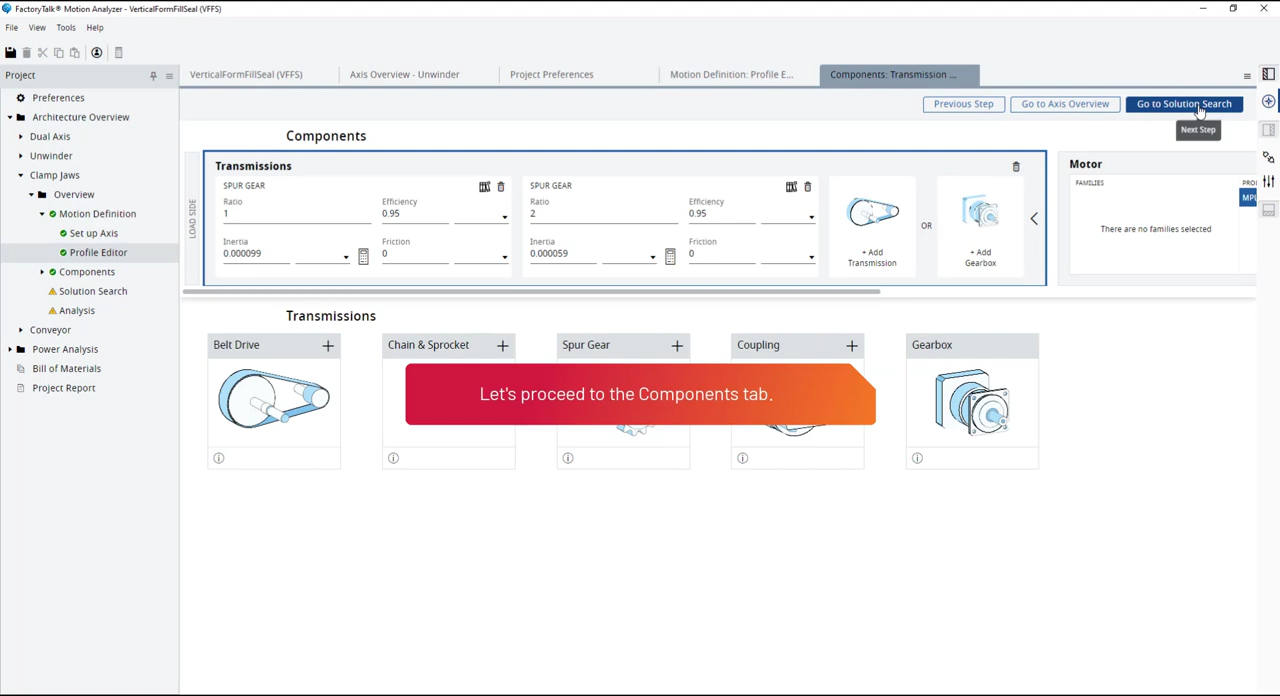 FactoryTalk® Motion Analyzer - VerticalFormFillSeal (VFFS)
File View Tools Help
Project
VerticalFormFillSeal (VFFS)
Axis Overview - Unwinder
Project Preferences
Motion Definition: Profile E...
Components: Transmission ...
Preferences
Architecture Overview
Dual Axis
Unwinder
Clamp Jaws
Overview
Motion Definition
Set up Axis
Profile Editor
Components
Solution Search
Analysis
Conveyor
Power Analysis
Bill of Materials
Project Report
Previous Step
Go to Axis Overview
Go to Solution Search
Next Step
Components
LOAD SIDE
Transmissions
SPUR GEAR
Ratio
1
Efficiency
0.95
Inertia
0.000099
Friction
0
SPUR GEAR
Ratio
2
Efficiency
0.95
Inertia
0.000059
Friction
0
+ Add
Transmission
OR
+ Add
Gearbox
Motor
FAMILIES
There are no families selected
PRO
MPL
Transmissions
Belt Drive
Chain & Sprocket
Spur Gear
Coupling
Gearbox
Let's proceed to the Components tab.